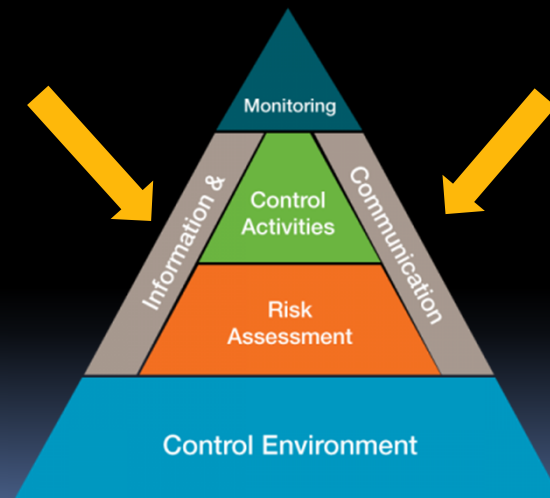 Monitoring
Information &
Communication
Control
Activities
Risk
Assessment
Control Environment